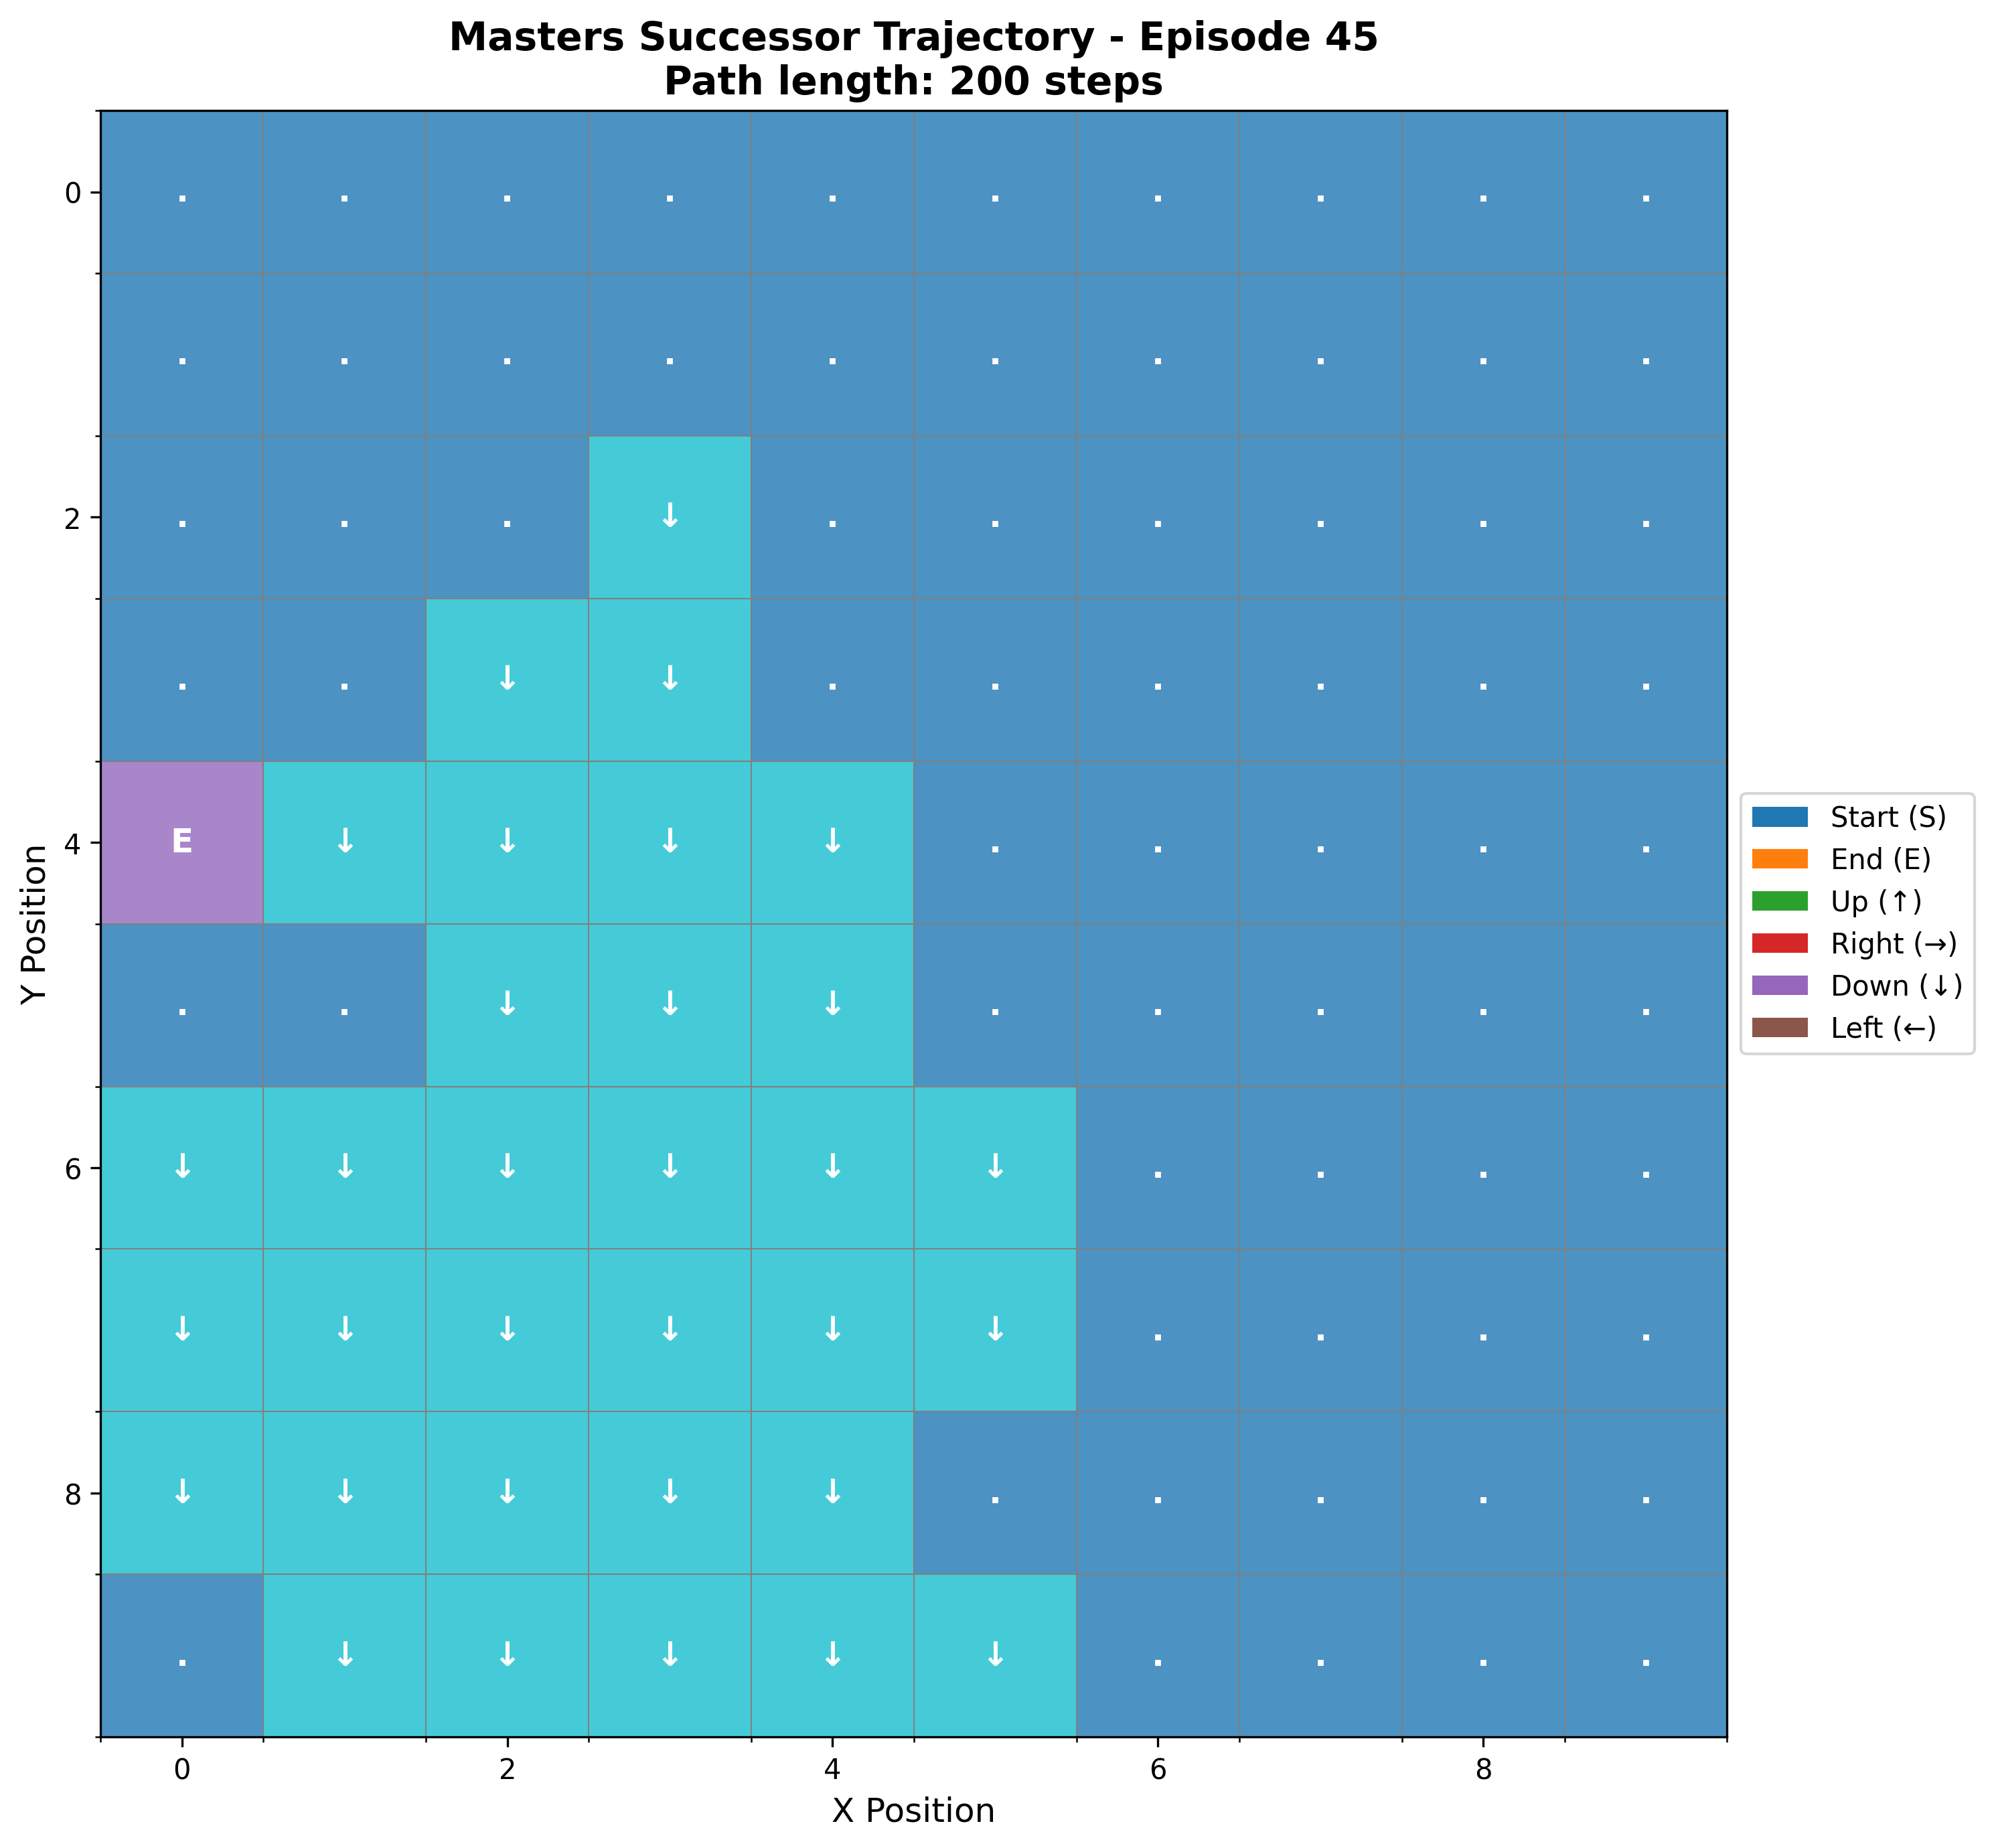 Masters Successor Trajectory - Episode 45
Path length: 200 steps
0 . . . . . . . . . .
. . . . . . . . . .
2 . . . ↓ . . . . . .
. . ↓ ↓ . . . . . .
4 E ↓ ↓ ↓ ↓ . . . . .
. . ↓ ↓ ↓ . . . . .
6 ↓ ↓ ↓ ↓ ↓ ↓ . . . .
↓ ↓ ↓ ↓ ↓ ↓ . . . .
8 ↓ ↓ ↓ ↓ ↓ . . . . .
. ↓ ↓ ↓ ↓ ↓ . . . .
0 2 4 6 8
X Position
Y Position
Start (S)
End (E)
Up (↑)
Right (→)
Down (↓)
Left (←)